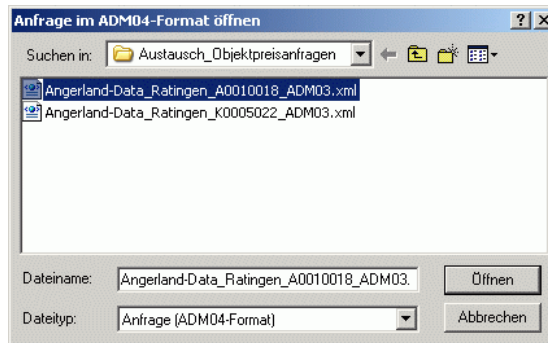 Anfrage im ADM04-Format öffnen
Suchen in: Austausch_Objektpreisanfragen
Angerland-Data_Ratingen_A0010018_ADM03.xml
Angerland-Data_Ratingen_K0005022_ADM03.xml
Dateiname: Angerland-Data_Ratingen_A0010018_ADM03. Öffnen
Dateityp: Anfrage (ADM04-Format) Abbrechen